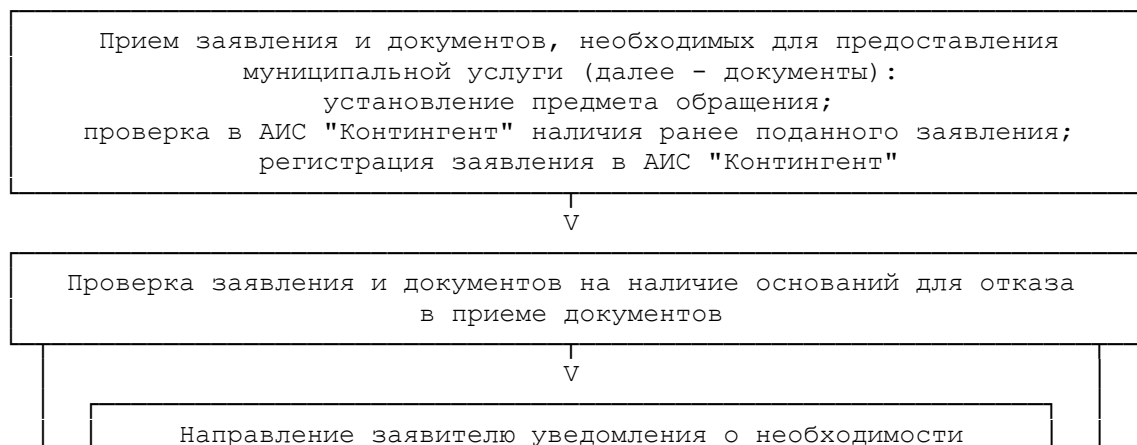 Прием заявления и документов, необходимых для предоставления
муниципальной услуги (далее - документы):
установление предмета обращения;
проверка в АИС "Контингент" наличия ранее поданного заявления;
регистрация заявления в АИС "Контингент"
V
Проверка заявления и документов на наличие оснований для отказа
в приеме документов
V
Направление заявителю уведомления о необходимости